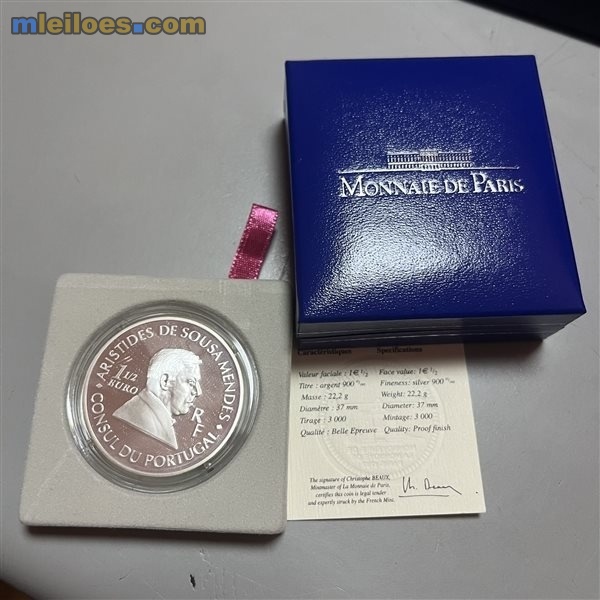 mleiloes.com
MONNAIE DE PARIS
ARISTIDES DE SOUSA MENDES
1 1/2
EURO
RF
CONSUL DU PORTUGAL
Caractéristiques
Valeur faciale : 1€ 1/2
Titre : argent 900 °/°°
Masse : 22,2 g
Diamètre : 37 mm
Tirage : 3 000
Qualité : Belle Epreuve
Specifications
Face value: 1€ 1/2
Fineness: silver 900 °/°°
Weight: 22,2 g
Diameter: 37 mm
Mintage: 3 000
Quality: Proof finish
The signature of Christophe BEAUX,
Mintmaster of La Monnaie de Paris,
certifies this coin is legal tender
and expertly struck by the French Mint.